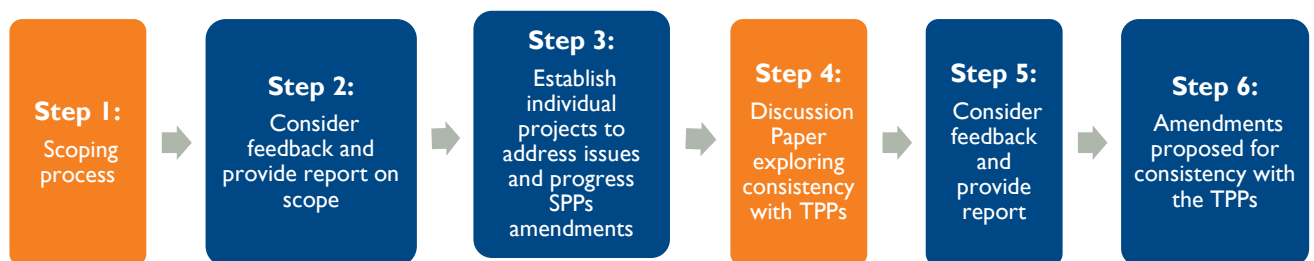 Step 1:
Scoping
process
Step 2:
Consider
feedback and
provide report on
scope
Step 3:
Establish
individual
projects to
address issues
and progress
SPPs
amendments
Step 4:
Discussion
Paper
exploring
consistency
with TPPs
Step 5:
Consider
feedback
and
provide
report
Step 6:
Amendments
proposed for
consistency with
the TPPs